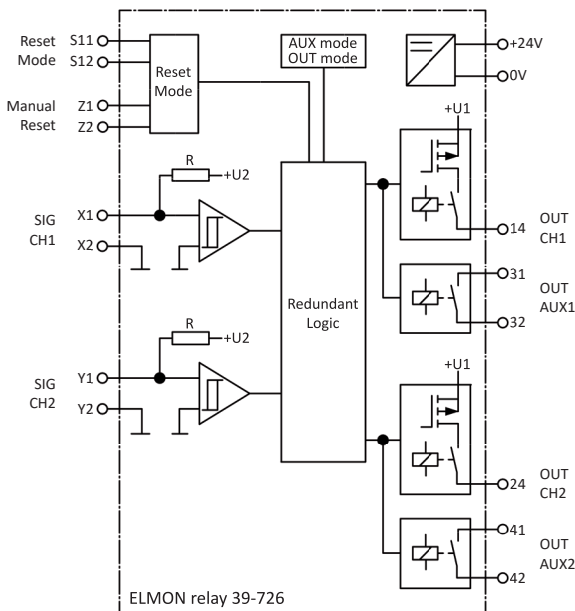 Reset
Mode
S11
S12
Manual
Reset
Z1
Z2
Reset
Mode
AUX mode
OUT mode
+24V
0V
+U1
R
+U2
SIG
CH1
X1
X2
14
OUT
CH1
31
32
OUT
AUX1
Redundant
Logic
R
+U2
SIG
CH2
Y1
Y2
+U1
24
OUT
CH2
41
42
OUT
AUX2
ELMON relay 39-726